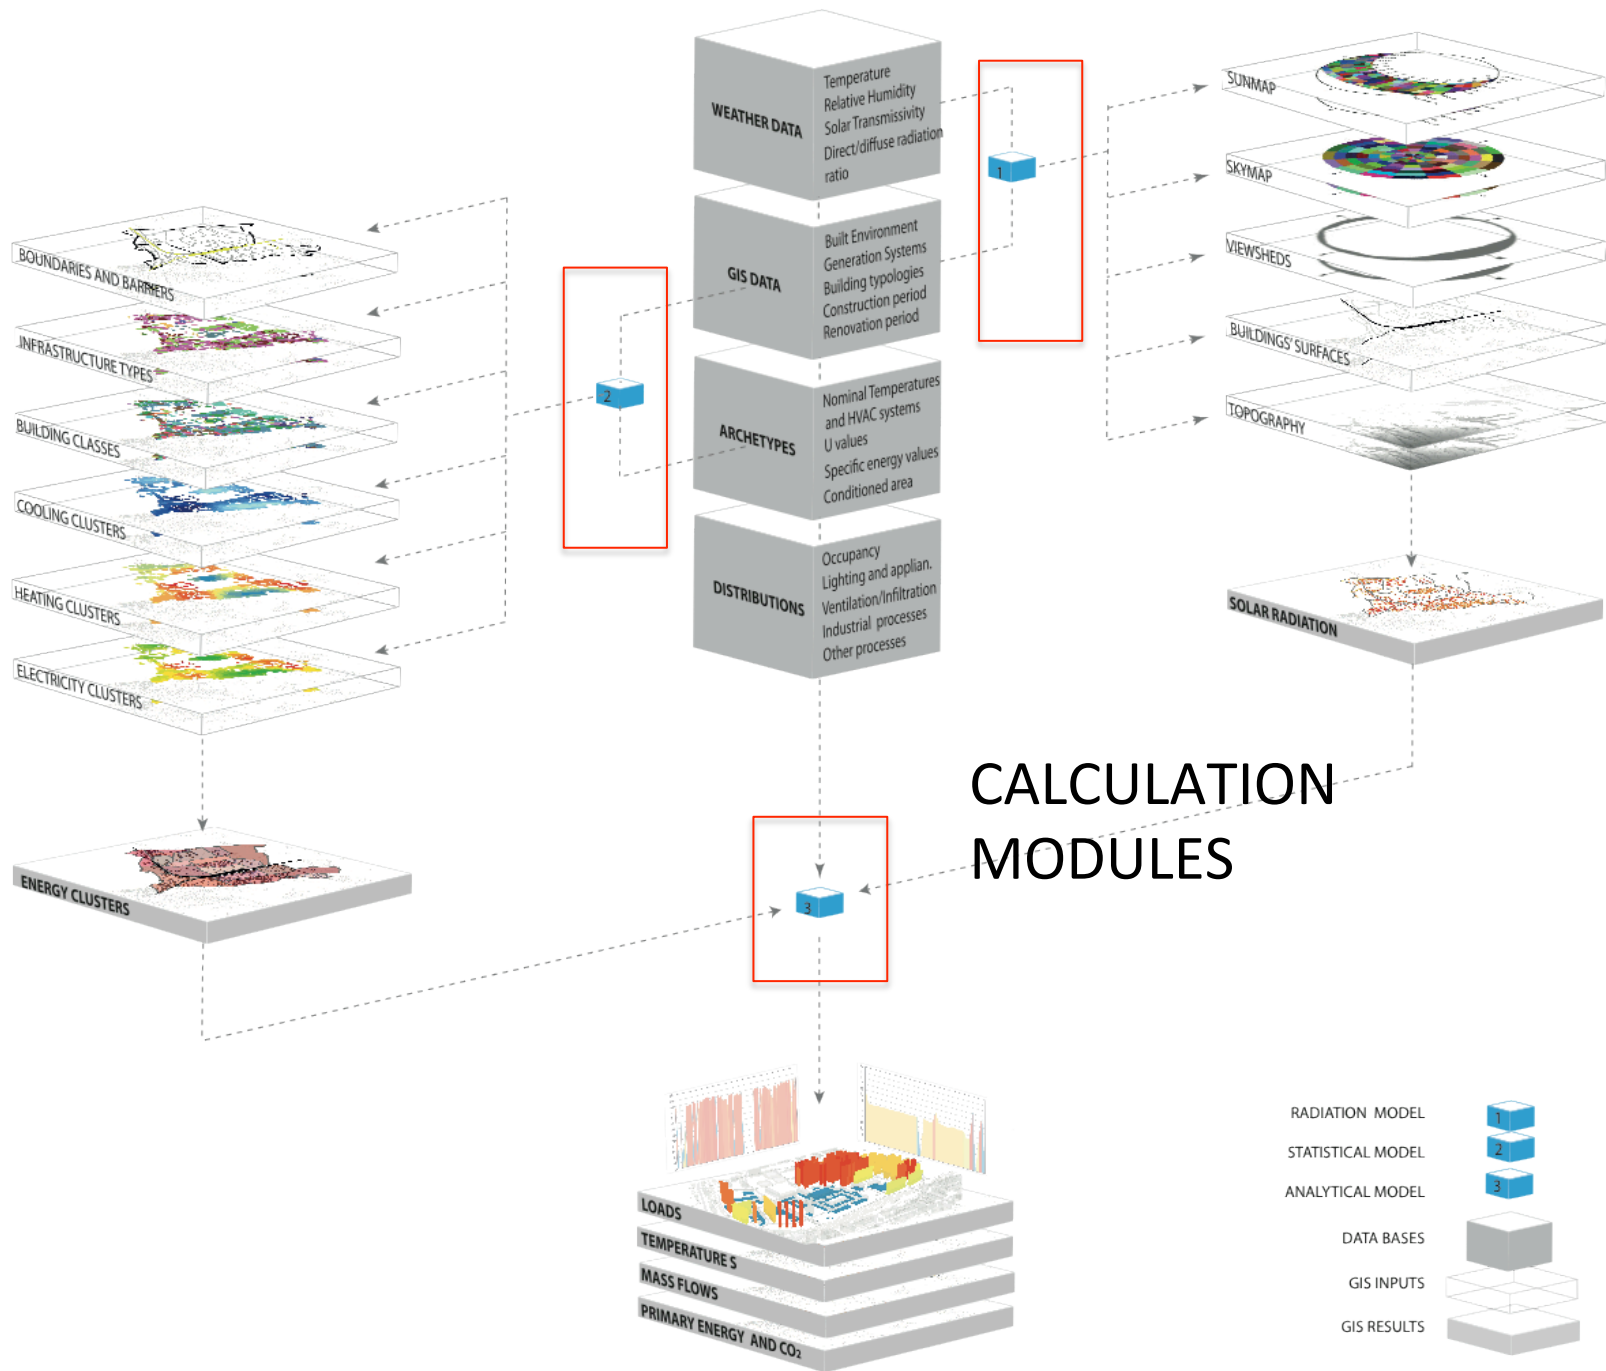 WEATHER DATA
Temperature
Relative Humidity
Solar Transmissivity
Direct/diffuse radiation
ratio
GIS DATA
Built Environment
Generation Systems
Building typologies
Construction period
Renovation period
ARCHETYPES
Nominal Temperatures
and HVAC systems
U values
Specific energy values
Conditioned area
DISTRIBUTIONS
Occupancy
Lighting and applian.
Ventilation/Infiltration
Industrial processes
Other processes
1
2
3
BOUNDARIES AND BARRIERS
INFRASTRUCTURE TYPES
BUILDING CLASSES
COOLING CLUSTERS
HEATING CLUSTERS
ELECTRICITY CLUSTERS
ENERGY CLUSTERS
SUNMAP
SKYMAP
VIEWSHEDS
BUILDINGS' SURFACES
TOPOGRAPHY
SOLAR RADIATION
CALCULATION
MODULES
LOADS
TEMPERATURE S
MASS FLOWS
PRIMARY ENERGY AND CO₂
RADIATION MODEL 1
STATISTICAL MODEL 2
ANALYTICAL MODEL 3
DATA BASES
GIS INPUTS
GIS RESULTS